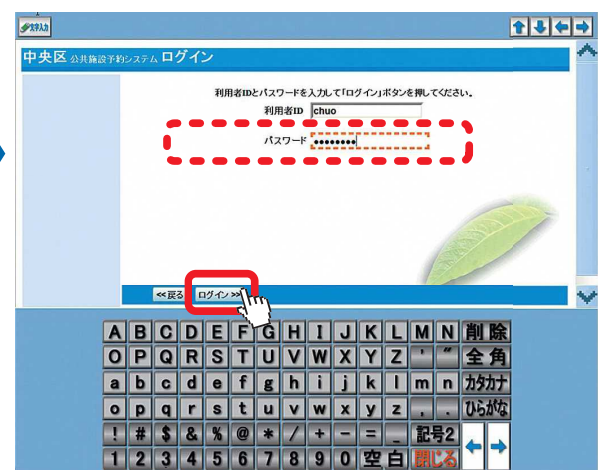 文字入力
中央区 公共施設予約システム ログイン
利用者IDとパスワードを入力して「ログイン」ボタンを押してください。
利用者ID chuo
パスワード ••••••••
<<戻る ログイン>>
A B C D E F G H I J K L M N 削除
O P Q R S T U V W X Y Z ' " 全角
a b c d e f g h i j k l m n カタカナ
o p q r s t u v w x y z , . ひらがな
! # $ & % @ * / + - = _ 記号2
1 2 3 4 5 6 7 8 9 0 空白 閉じる